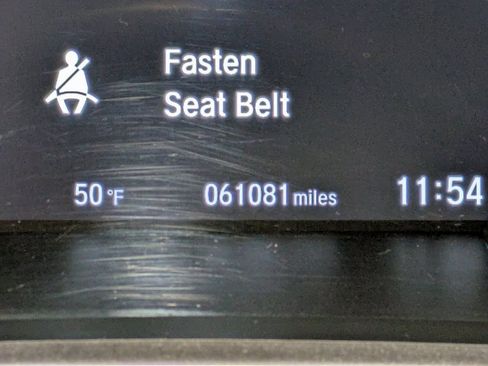 Fasten
Seat Belt
50°F 061081 miles 11:54